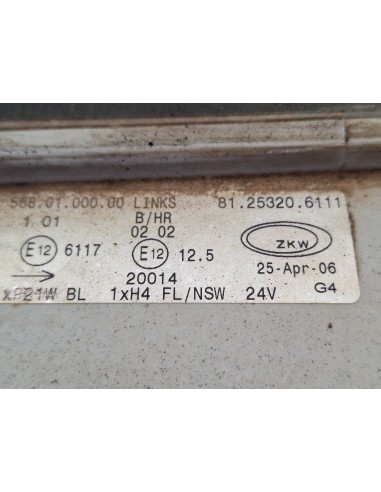 568.01.000.00 LINKS 81.25320.6111
1 01 B/HR
02 02
E12 6117 E12 12.5 ZKW
20014 25-Apr-06
xP21W BL 1xH4 FL/NSW 24V G4